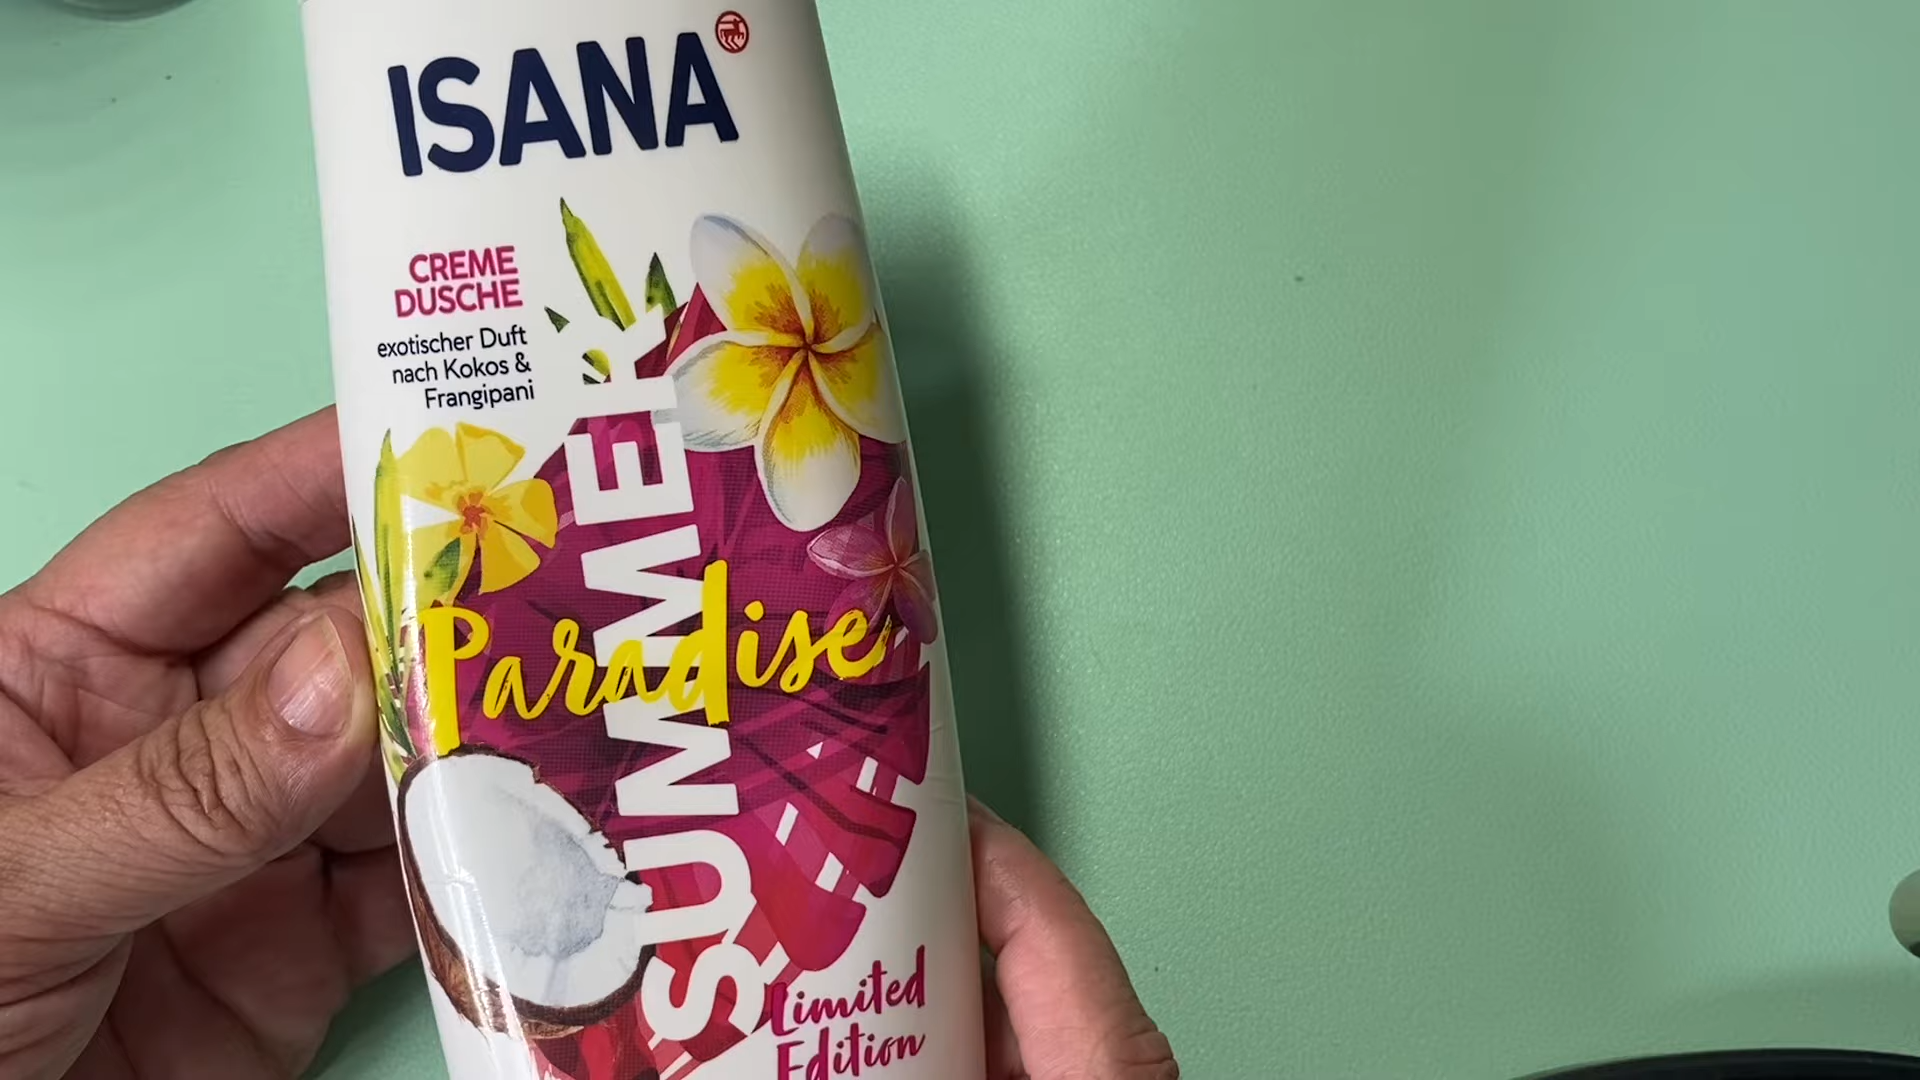 ISANA
CREME
DUSCHE
exotischer Duft
nach Kokos &
Frangipani
SUMMER
Paradise
Limited
Edition